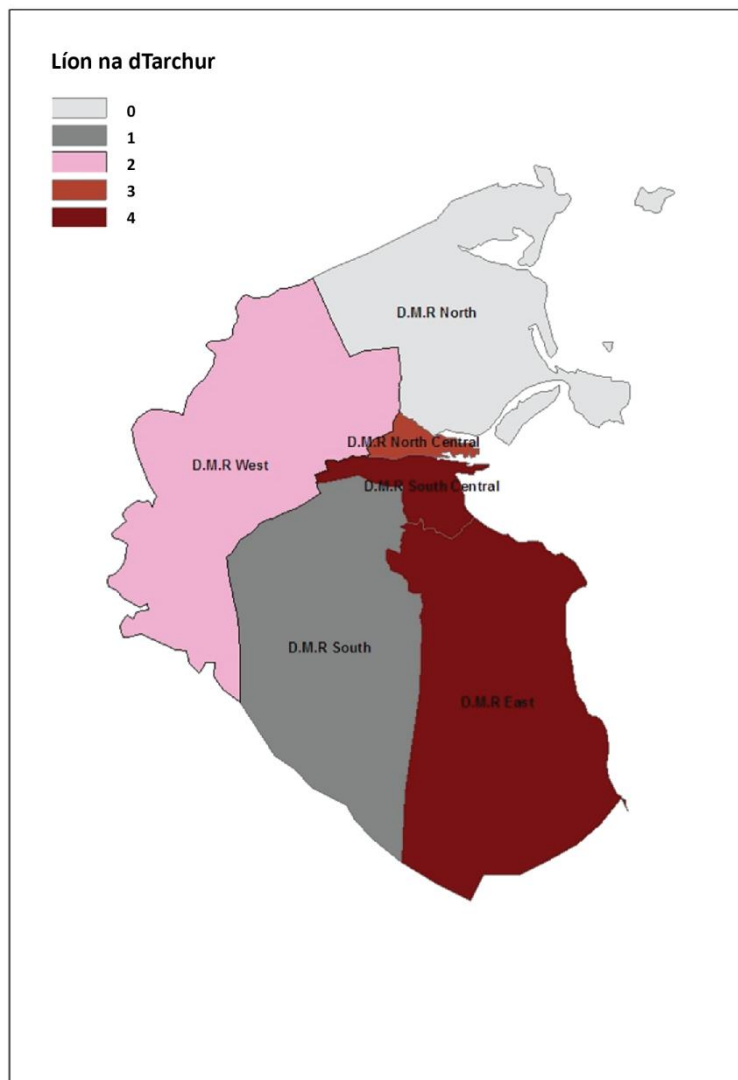 Líon na dTarchur
0
1
2
3
4
D.M.R North
D.M.R North Central
D.M.R West
D.M.R South Central
D.M.R South
D.M.R East